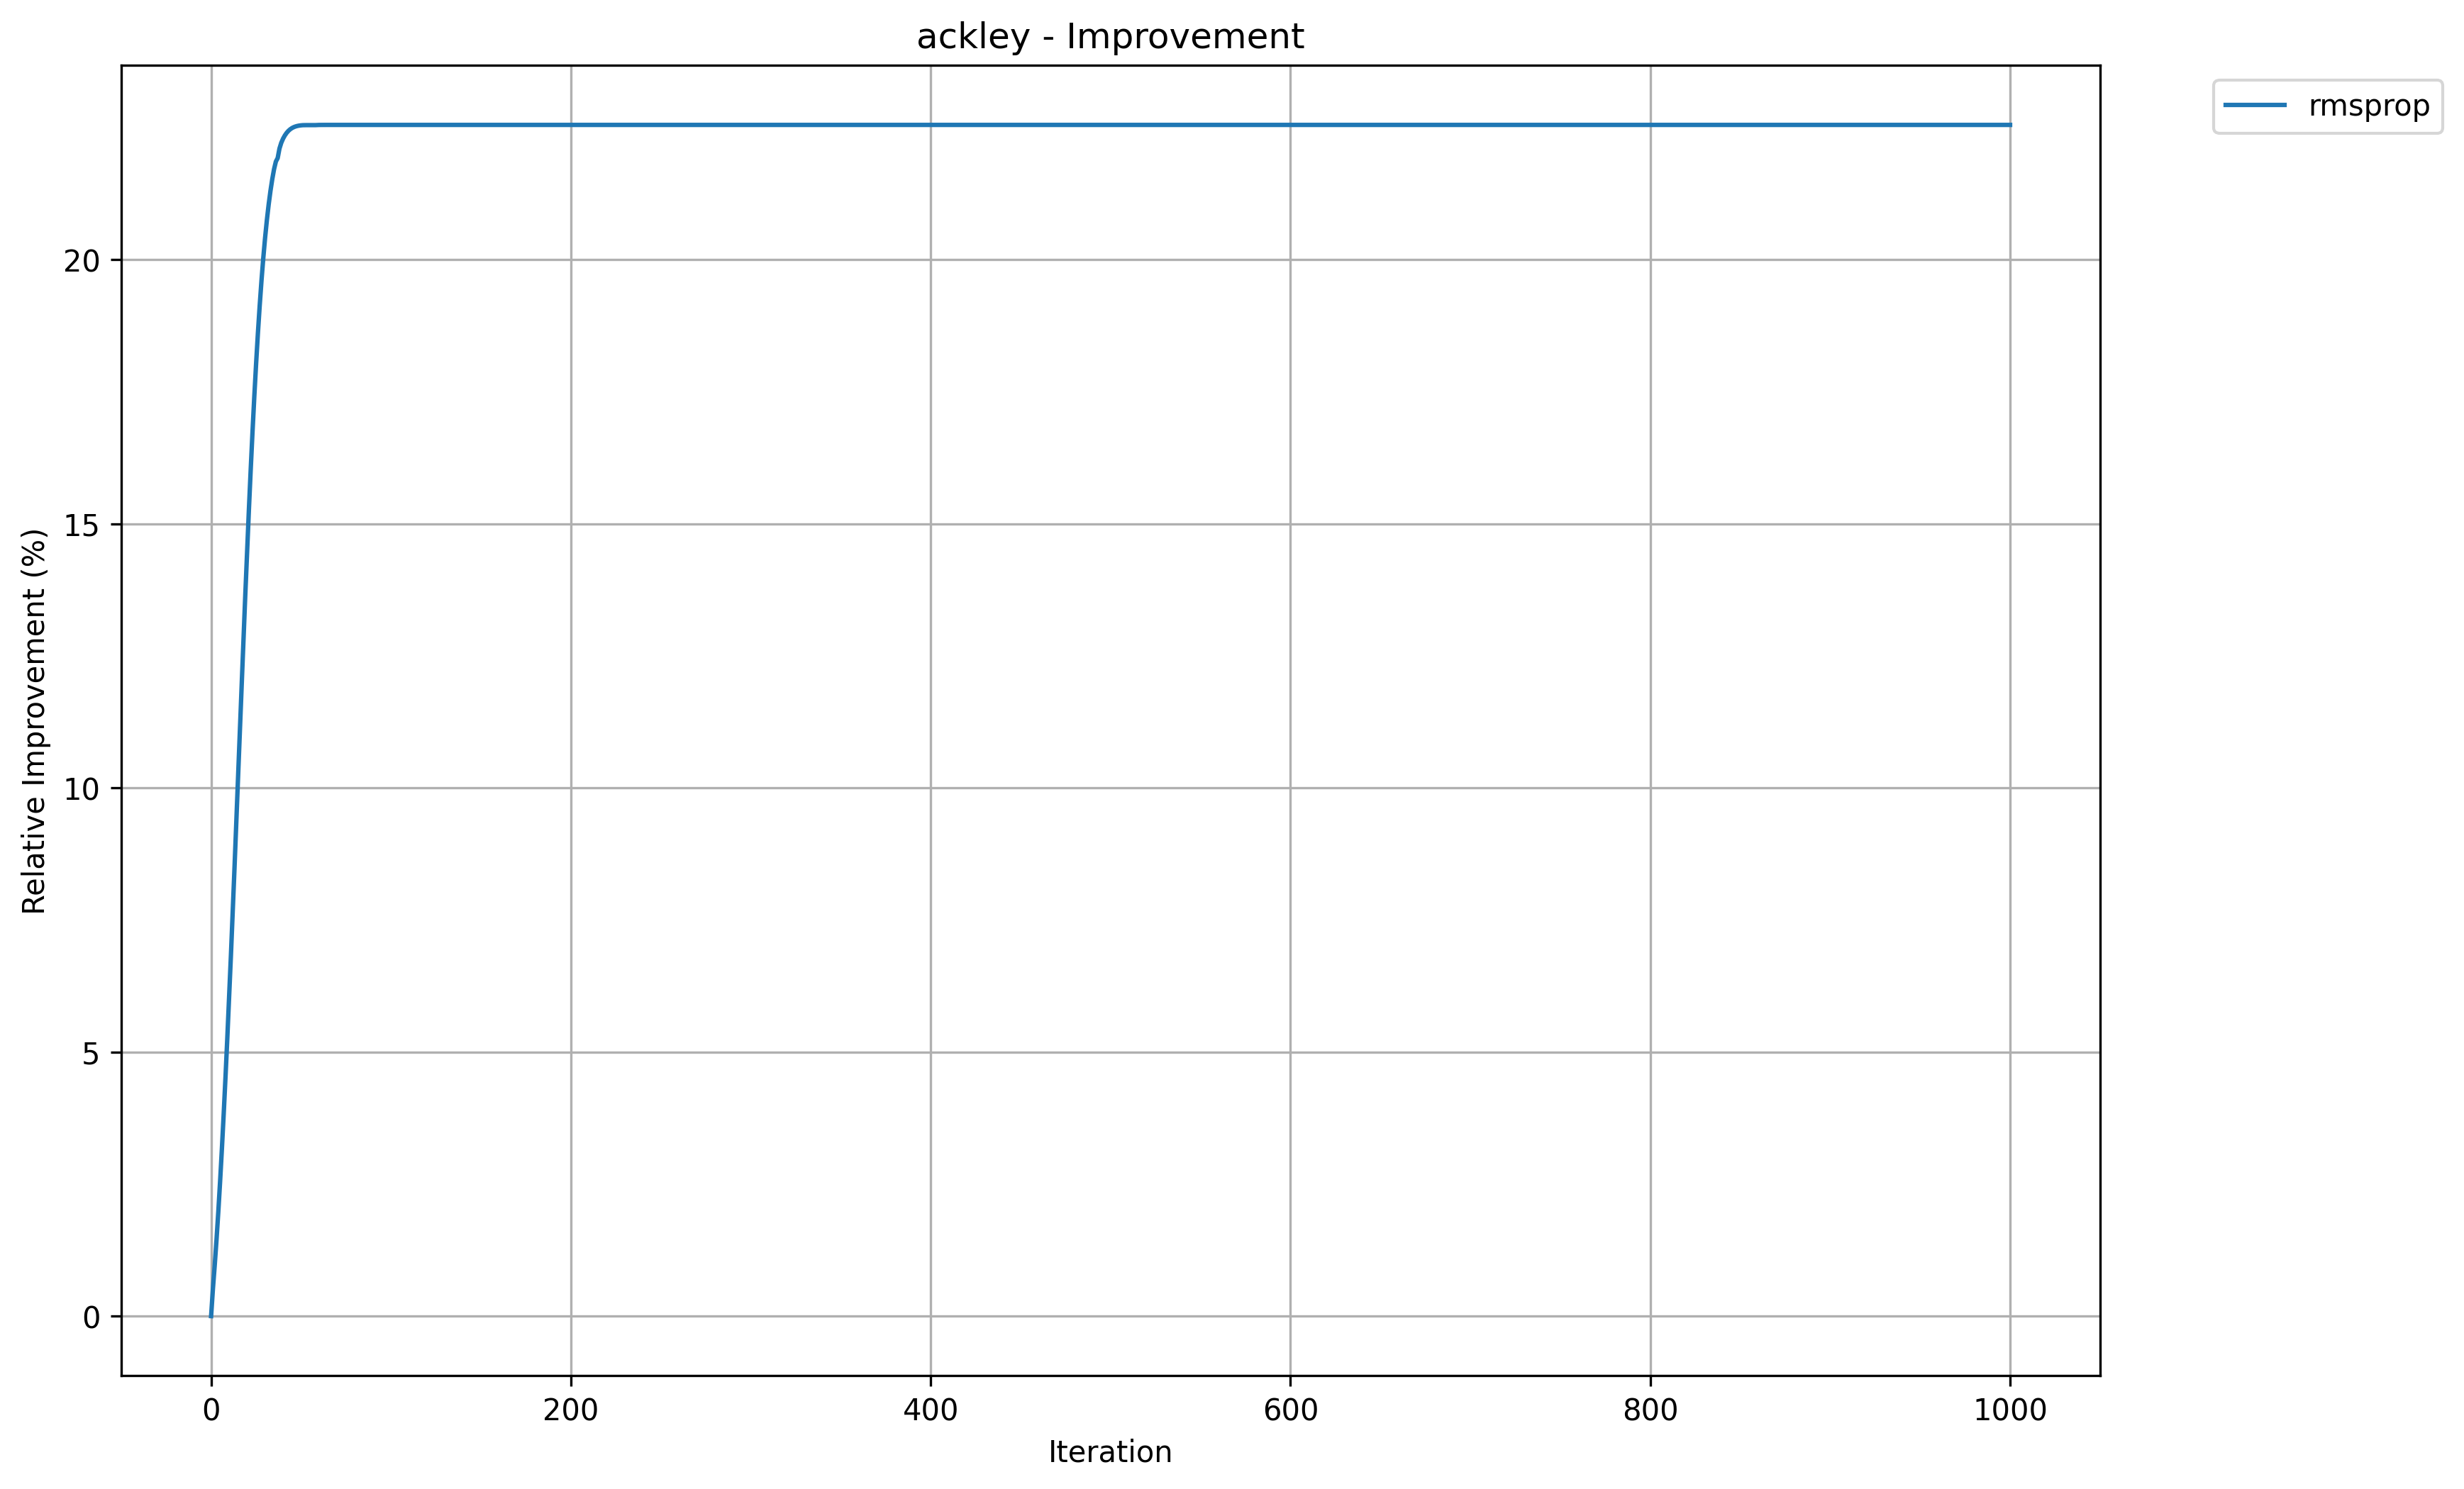 ackley - Improvement
rmsprop
Relative Improvement (%)
20
15
10
5
0
0 200 400 600 800 1000
Iteration